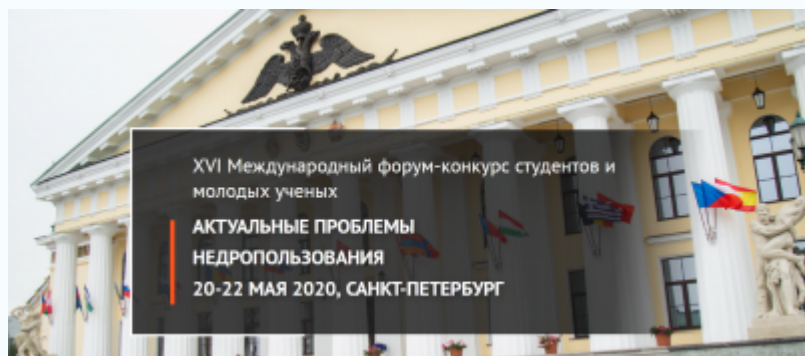 XVI Международный форум-конкурс студентов и
молодых ученых
АКТУАЛЬНЫЕ ПРОБЛЕМЫ
НЕДРОПОЛЬЗОВАНИЯ
20-22 МАЯ 2020, САНКТ-ПЕТЕРБУРГ